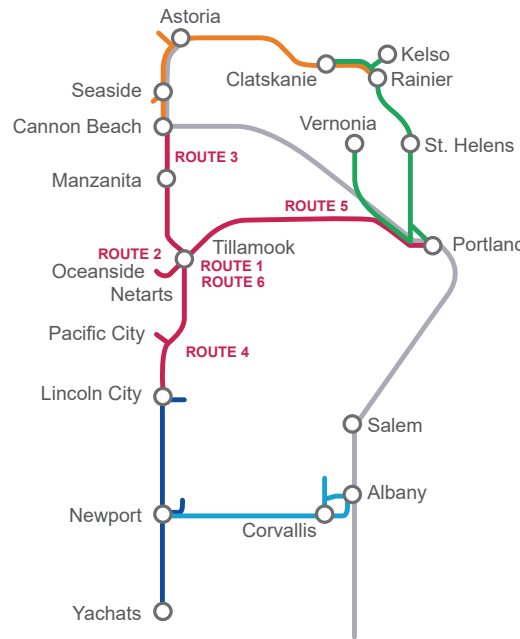 Astoria
Kelso
Clatskanie
Rainier
Seaside
Cannon Beach
Vernonia
St. Helens
ROUTE 3
Manzanita
ROUTE 5
Tillamook
Portland
ROUTE 2
Oceanside
ROUTE 1
Netarts
ROUTE 6
Pacific City
ROUTE 4
Lincoln City
Salem
Albany
Newport
Corvallis
Yachats